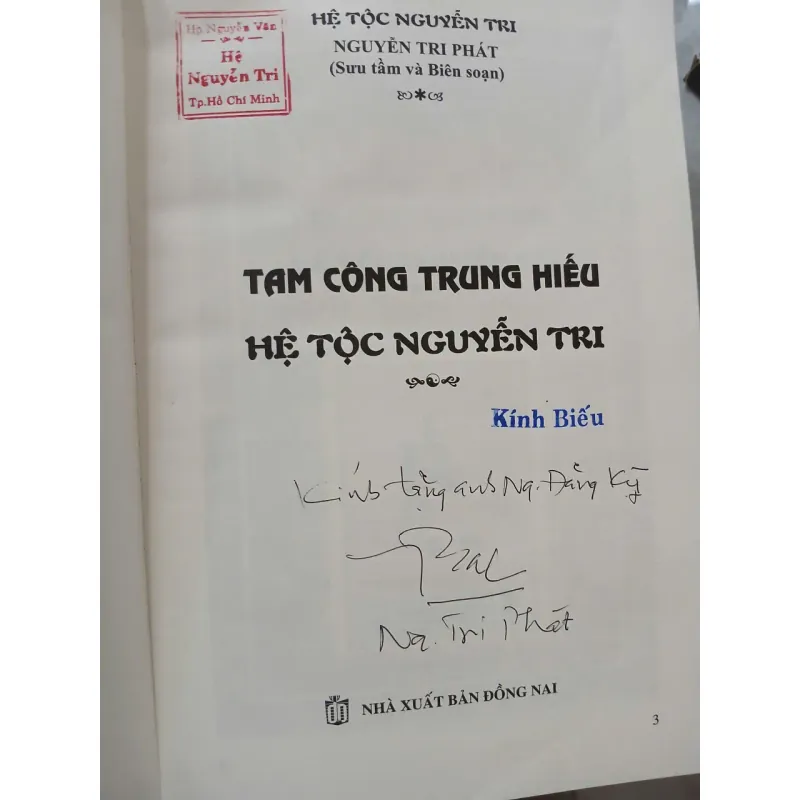 Họ Nguyễn Văn
Hệ
Nguyễn Tri
Tp.Hồ Chí Minh
HỆ TỘC NGUYỄN TRI
NGUYỄN TRI PHÁT
(Sưu tầm và Biên soạn)
TAM CÔNG TRUNG HIẾU
HỆ TỘC NGUYỄN TRI
Kính Biếu
Kính tặng anh Ng. Đăng Kỳ
Ng. Tri Phát
NHÀ XUẤT BẢN ĐỒNG NAI
3